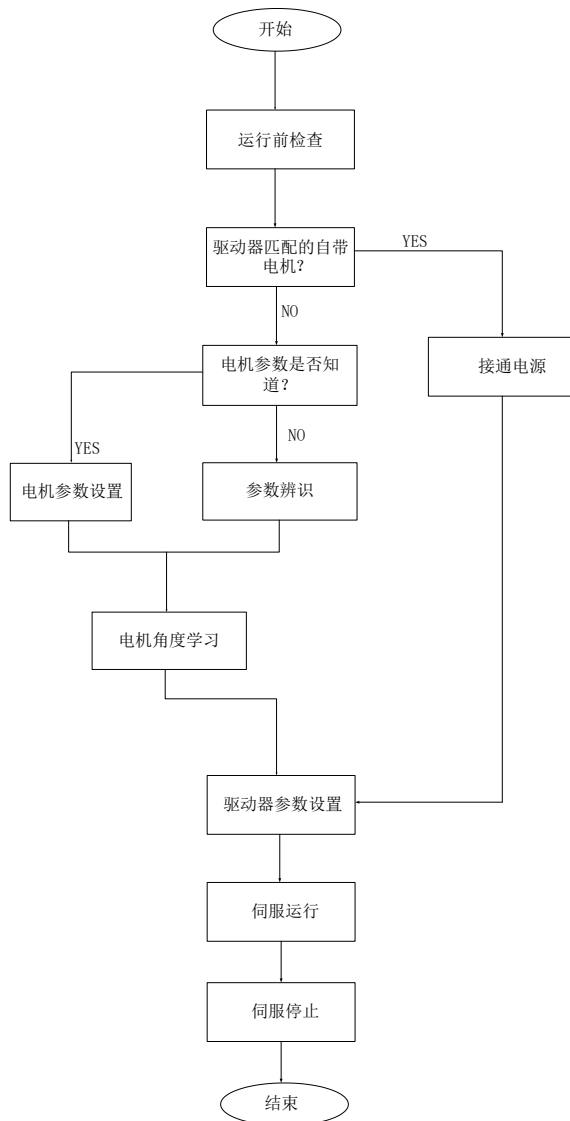 开始
运行前检查
驱动器匹配的自带
电机？
YES
NO
电机参数是否知
道？
接通电源
YES
NO
电机参数设置
参数辨识
电机角度学习
驱动器参数设置
伺服运行
伺服停止
结束